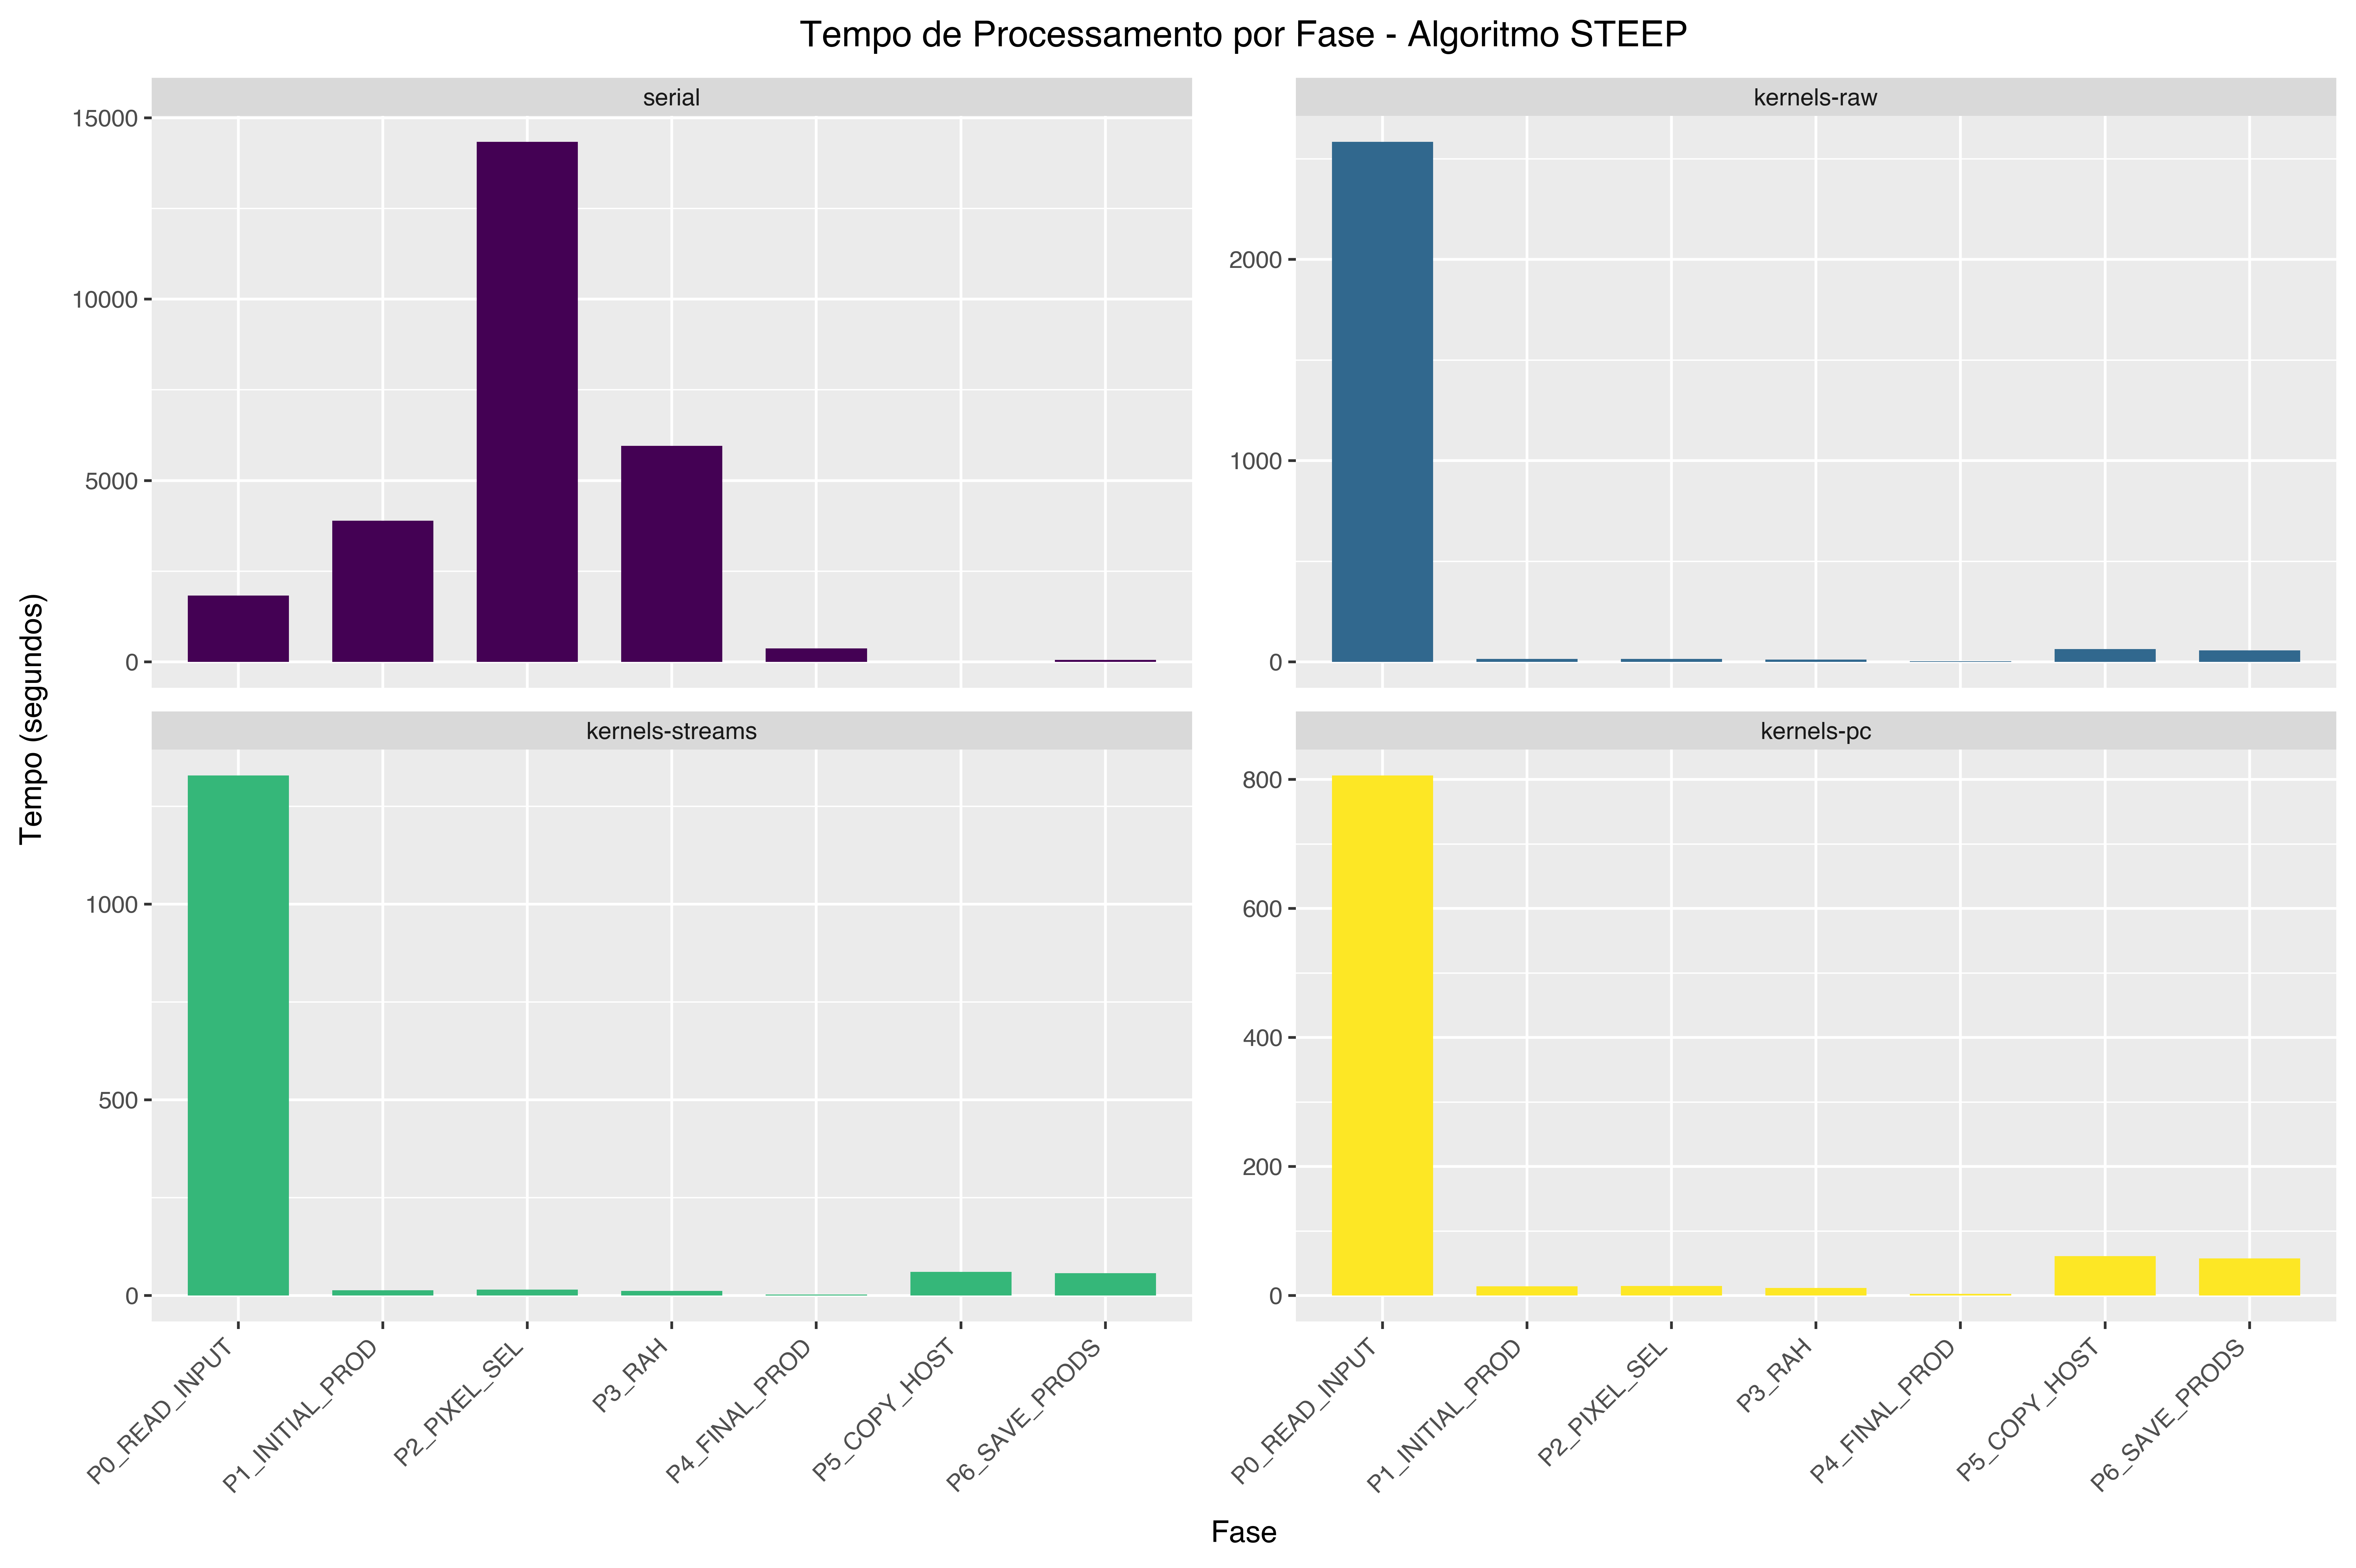 Tempo de Processamento por Fase - Algoritmo STEEP
serial
kernels-raw
15000
10000
5000
0
2000
1000
0
Tempo (segundos)
kernels-streams
kernels-pc
1000
500
0
800
600
400
200
0
P0_READ_INPUT
P1_INITIAL_PROD
P2_PIXEL_SEL
P3_RAH
P4_FINAL_PROD
P5_COPY_HOST
P6_SAVE_PRODS
P0_READ_INPUT
P1_INITIAL_PROD
P2_PIXEL_SEL
P3_RAH
P4_FINAL_PROD
P5_COPY_HOST
P6_SAVE_PRODS
Fase